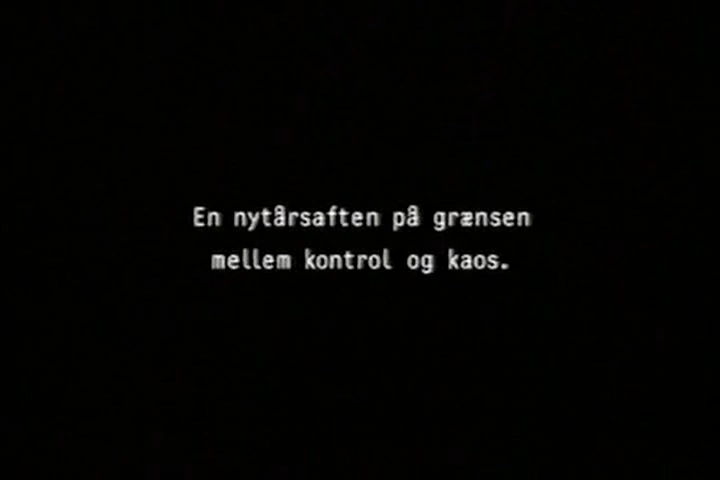 En nytårsaften på grænsen
mellem kontrol og kaos.